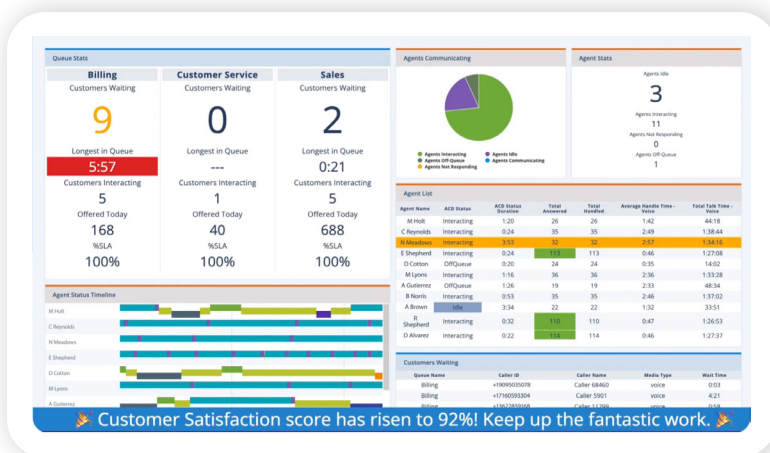 Queue Stats
Billing
Customers Waiting
9
Longest in Queue
5:57
Customers Interacting
5
Offered Today
168
%SLA
100%
Customer Service
Customers Waiting
0
Longest in Queue
---
Customers Interacting
1
Offered Today
40
%SLA
100%
Sales
Customers Waiting
2
Longest in Queue
0:21
Customers Interacting
5
Offered Today
688
%SLA
100%
Agents Communicating
Agents Interacting Agents Idle
Agents Off-Queue Agents Communicating
Agents Not Responding
Agent Stats
Agents Idle
3
Agents Interacting
11
Agents Not Responding
0
Agents Off-Queue
1
Agent List
Agent Name ACD Status ACD Status Duration Total Answered Total Handled Average Handle Time - Voice Total Talk Time - Voice
M Holt Interacting 1:20 26 26 1:42 44:18
C Reynolds Interacting 0:24 35 35 2:49 1:38:44
N Meadows Interacting 3:53 32 32 2:57 1:34:16
E Shepherd Interacting 0:24 113 113 0:46 1:27:08
D Cotton OffQueue 0:20 24 24 0:35 14:02
M Lyons Interacting 1:16 36 36 2:36 1:33:28
A Gutierrez OffQueue 1:26 19 19 2:33 48:34
B Norris Interacting 0:53 35 35 2:46 1:37:02
A Brown Idle 3:34 22 22 1:32 33:51
R Shepherd Interacting 0:32 110 110 0:47 1:26:53
D Alvarez Interacting 0:22 114 114 0:46 1:27:37
Agent Status Timeline
M Holt
C Reynolds
N Meadows
E Shepherd
D Cotton
M Lyons
A Gutierrez
Customers Waiting
Queue Name Caller ID Caller Name Media Type Wait Time
Billing +19095035078 Caller 68460 voice 0:03
Billing +17160593304 Caller 5901 voice 4:21
Billing voice 0:58
🎉 Customer Satisfaction score has risen to 92%! Keep up the fantastic work. 🎉